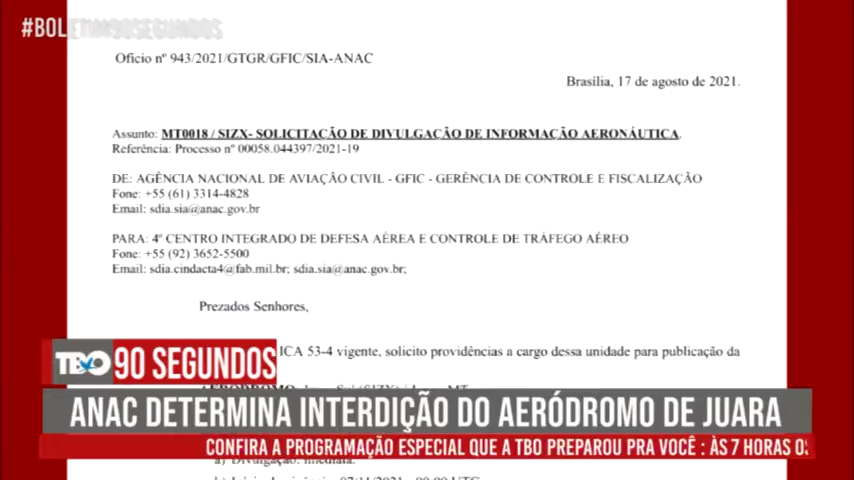 #BOLETIM90SEGUNDOS
Oficio nº 943/2021/GTGR/GFIC/SIA-ANAC
Brasília, 17 de agosto de 2021.
Assunto: MT0018 / SIZX- SOLICITAÇÃO DE DIVULGAÇÃO DE INFORMAÇÃO AERONÁUTICA.
Referência: Processo nº 00058.044397/2021-19
DE: AGÊNCIA NACIONAL DE AVIAÇÃO CIVIL - GFIC - GERÊNCIA DE CONTROLE E FISCALIZAÇÃO
Fone: +55 (61) 3314-4828
Email: sdia.sia@anac.gov.br
PARA: 4º CENTRO INTEGRADO DE DEFESA AÉREA E CONTROLE DE TRÁFEGO AÉREO
Fone: +55 (92) 3652-5500
Email: sdia.cindacta4@fab.mil.br; sdia.sia@anac.gov.br;
Prezados Senhores,
ICA 53-4 vigente, solicito providências a cargo dessa unidade para publicação da
TBO 90 SEGUNDOS
ANAC DETERMINA INTERDIÇÃO DO AERÓDROMO DE JUARA
CONFIRA A PROGRAMAÇÃO ESPECIAL QUE A TBO PREPAROU PRA VOCÊ : ÀS 7 HORAS OS
a) Divulgação: imediata.